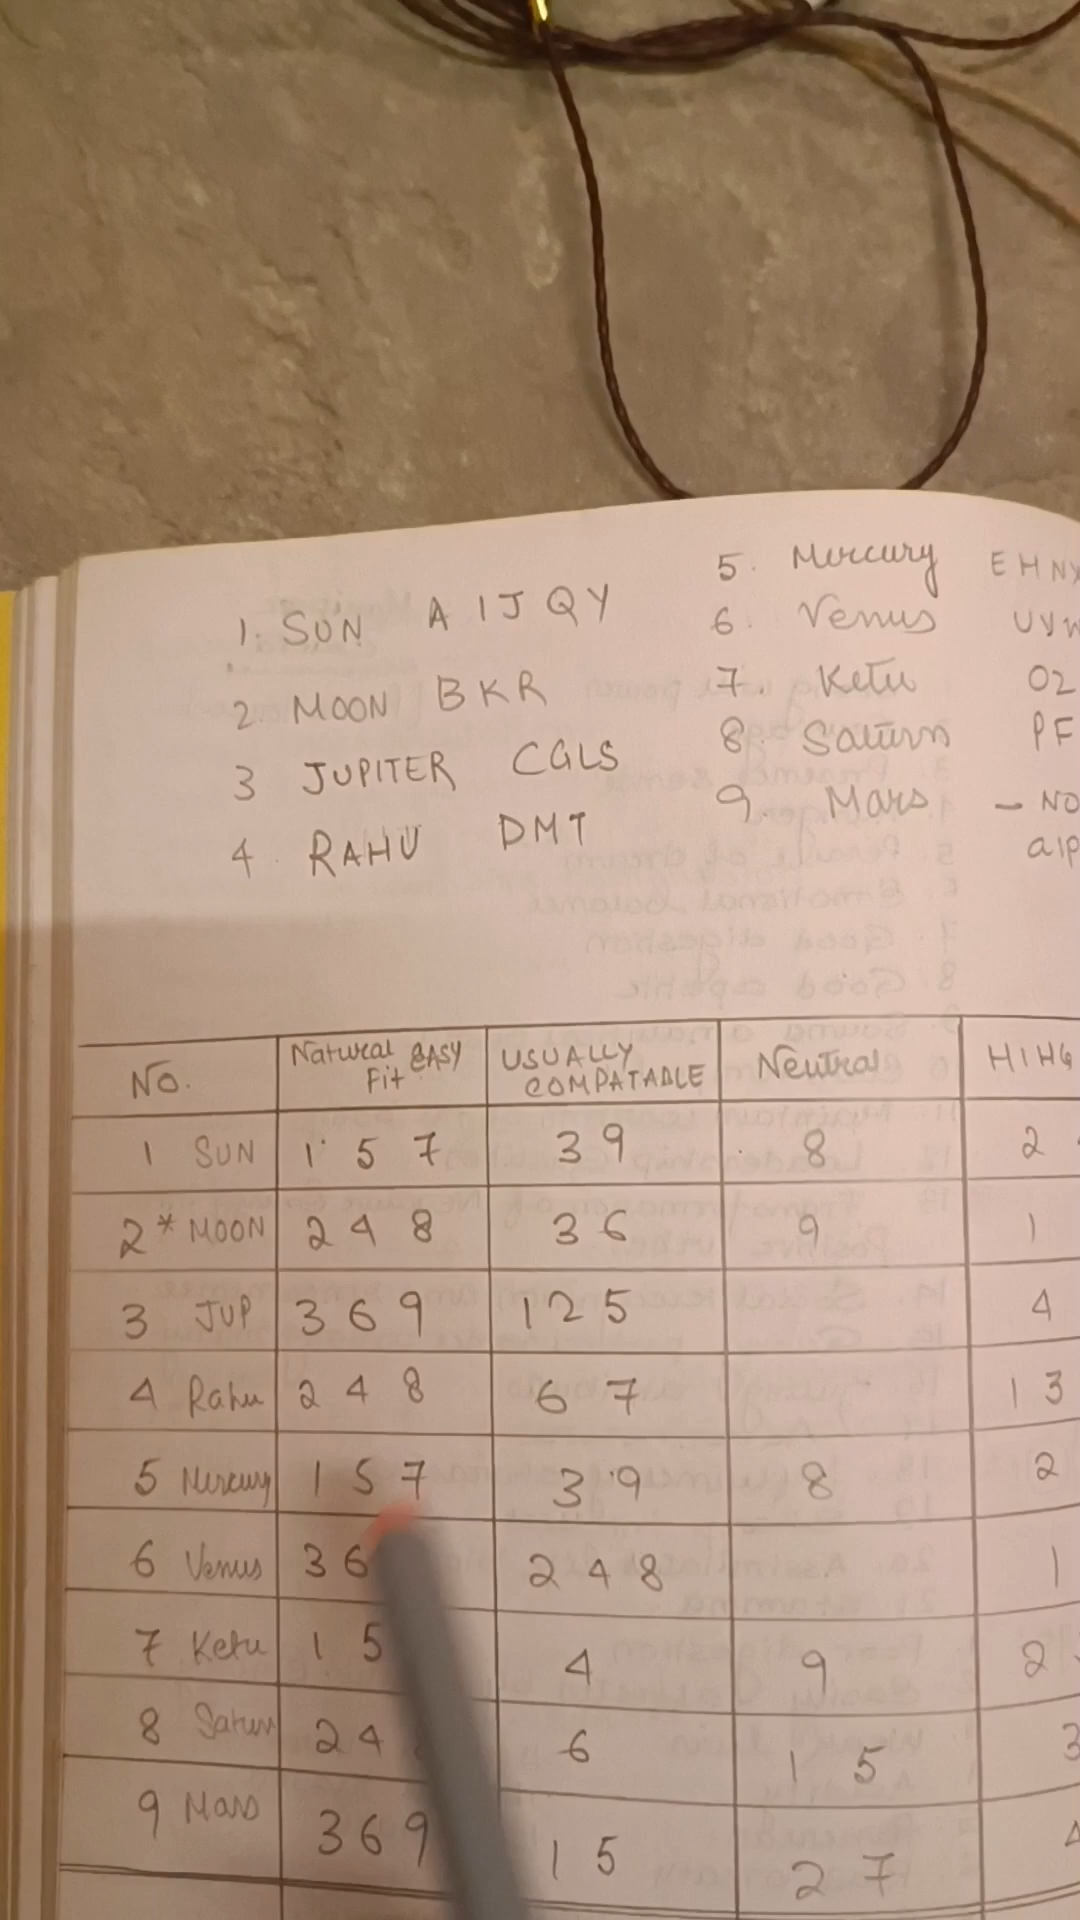 1. SUN A I J Q Y
2. MOON B K R
3 JUPITER C G L S
4. RAHU D M T
5. Mercury E H N
6. Venus U V W
7. Ketu O Z
8. Saturn P F
9. Mars - NO
No. Natural EASY Fit USUALLY COMPATABLE Neutral
1 SUN 1 5 7 3 9 8 2
2* MOON 2 4 8 3 6 9 1
3 JUP 3 6 9 1 2 5 4
4 Rahu 2 4 8 6 7 1 3
5 Mercury 1 5 7 3 9 8 2
6 Venus 3 6 2 4 8 1
7 Ketu 1 5 4 9 2
8 Saturn 2 4 6 1 5 3
9 Mars 3 6 9 1 5 2 7 4